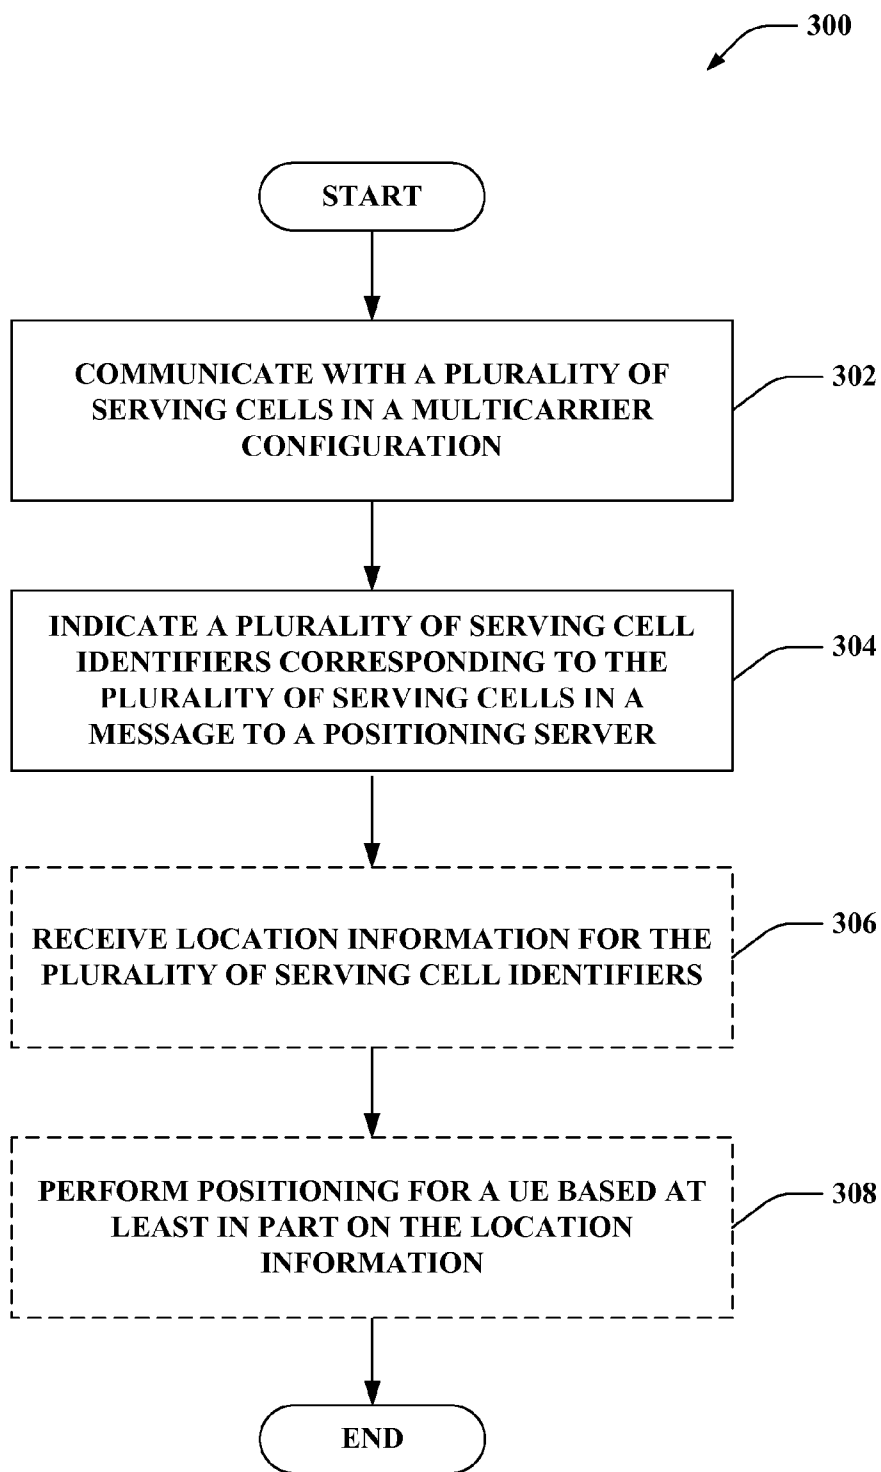 300
START
COMMUNICATE WITH A PLURALITY OF
SERVING CELLS IN A MULTICARRIER
CONFIGURATION
302
INDICATE A PLURALITY OF SERVING CELL
IDENTIFIERS CORRESPONDING TO THE
PLURALITY OF SERVING CELLS IN A
MESSAGE TO A POSITIONING SERVER
304
RECEIVE LOCATION INFORMATION FOR THE
PLURALITY OF SERVING CELL IDENTIFIERS
306
PERFORM POSITIONING FOR A UE BASED AT
LEAST IN PART ON THE LOCATION
INFORMATION
308
END